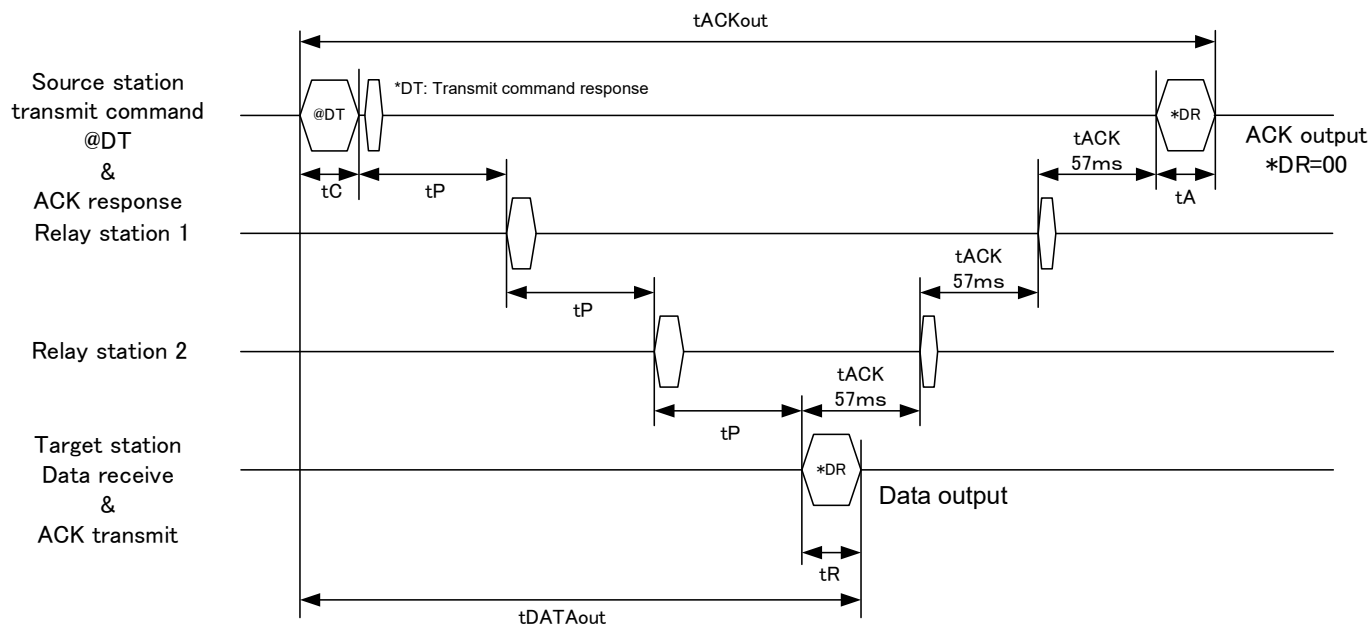 tACKout
Source station
transmit command
@DT
&
ACK response
@DT
*DT: Transmit command response
tC
tP
tACK
57ms
*DR
tA
ACK output
*DR=00
Relay station 1
tP
tACK
57ms
Relay station 2
tP
tACK
57ms
Target station
Data receive
&
ACK transmit
*DR
Data output
tR
tDATAout